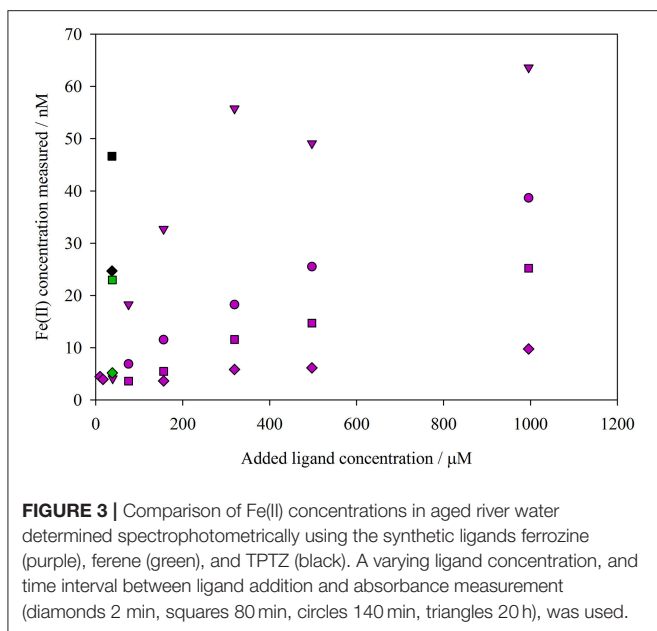 70
60
50
40
30
20
10
0
Fe(II) concentration measured / nM
0 200 400 600 800 1000 1200
Added ligand concentration / μM
FIGURE 3 | Comparison of Fe(II) concentrations in aged river water
determined spectrophotometrically using the synthetic ligands ferrozine
(purple), ferene (green), and TPTZ (black). A varying ligand concentration, and
time interval between ligand addition and absorbance measurement
(diamonds 2 min, squares 80 min, circles 140 min, triangles 20 h), was used.